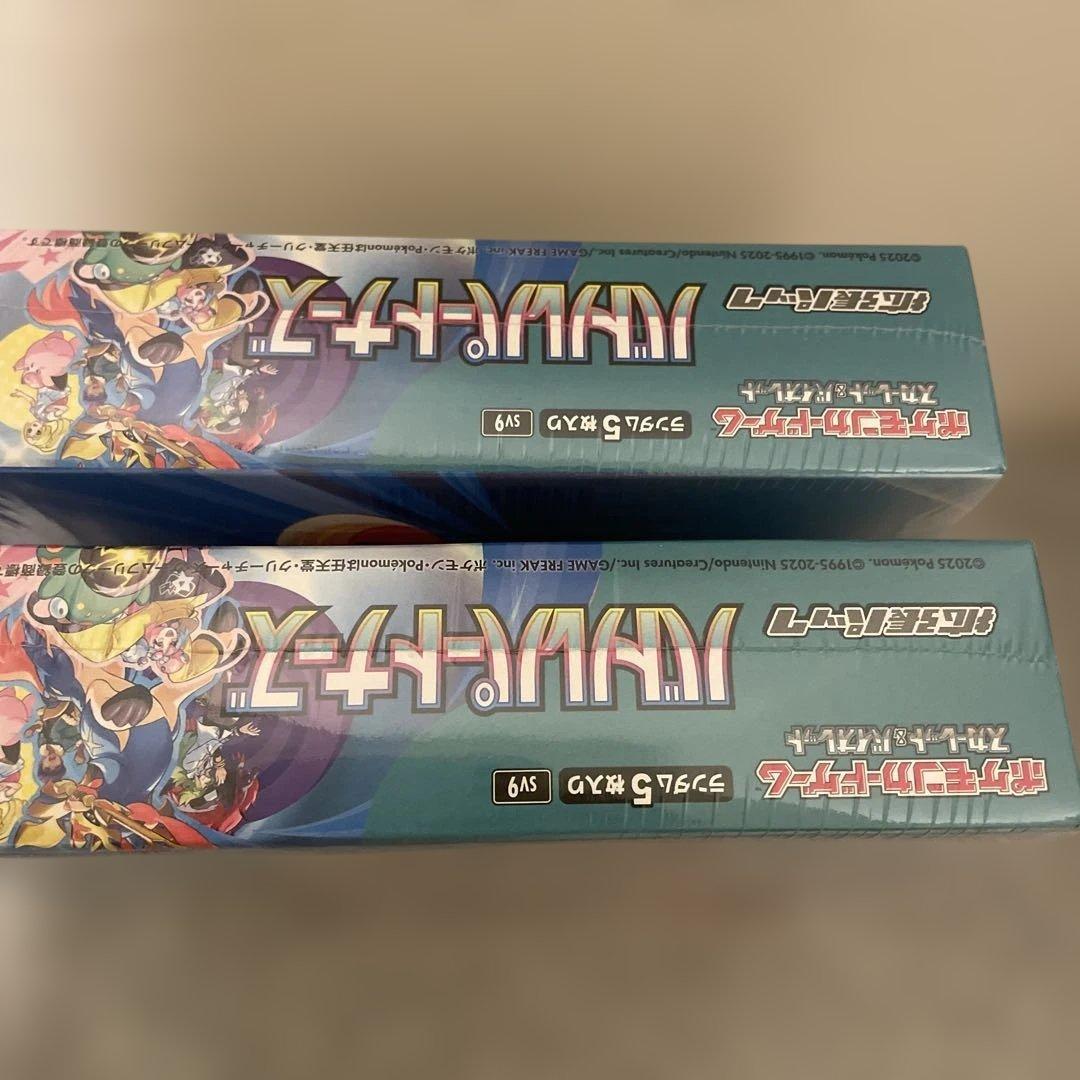 ポケモンカードゲーム
スカーレット&バイオレット
ランダム5枚入り
sv9
拡張パック
バトルパートナーズ
©2025 Pokémon. ©1995-2025 Nintendo/Creatures Inc./GAME FREAK inc. ポケモン・Pokémonは任天堂・クリーチャーズ・ゲームフリークの登録商標です。
ポケモンカードゲーム
スカーレット&バイオレット
ランダム5枚入り
sv9
拡張パック
バトルパートナーズ
©2025 Pokémon. ©1995-2025 Nintendo/Creatures Inc./GAME FREAK inc. ポケモン・Pokémonは任天堂・クリーチャーズ・ゲームフリークの登録商標で